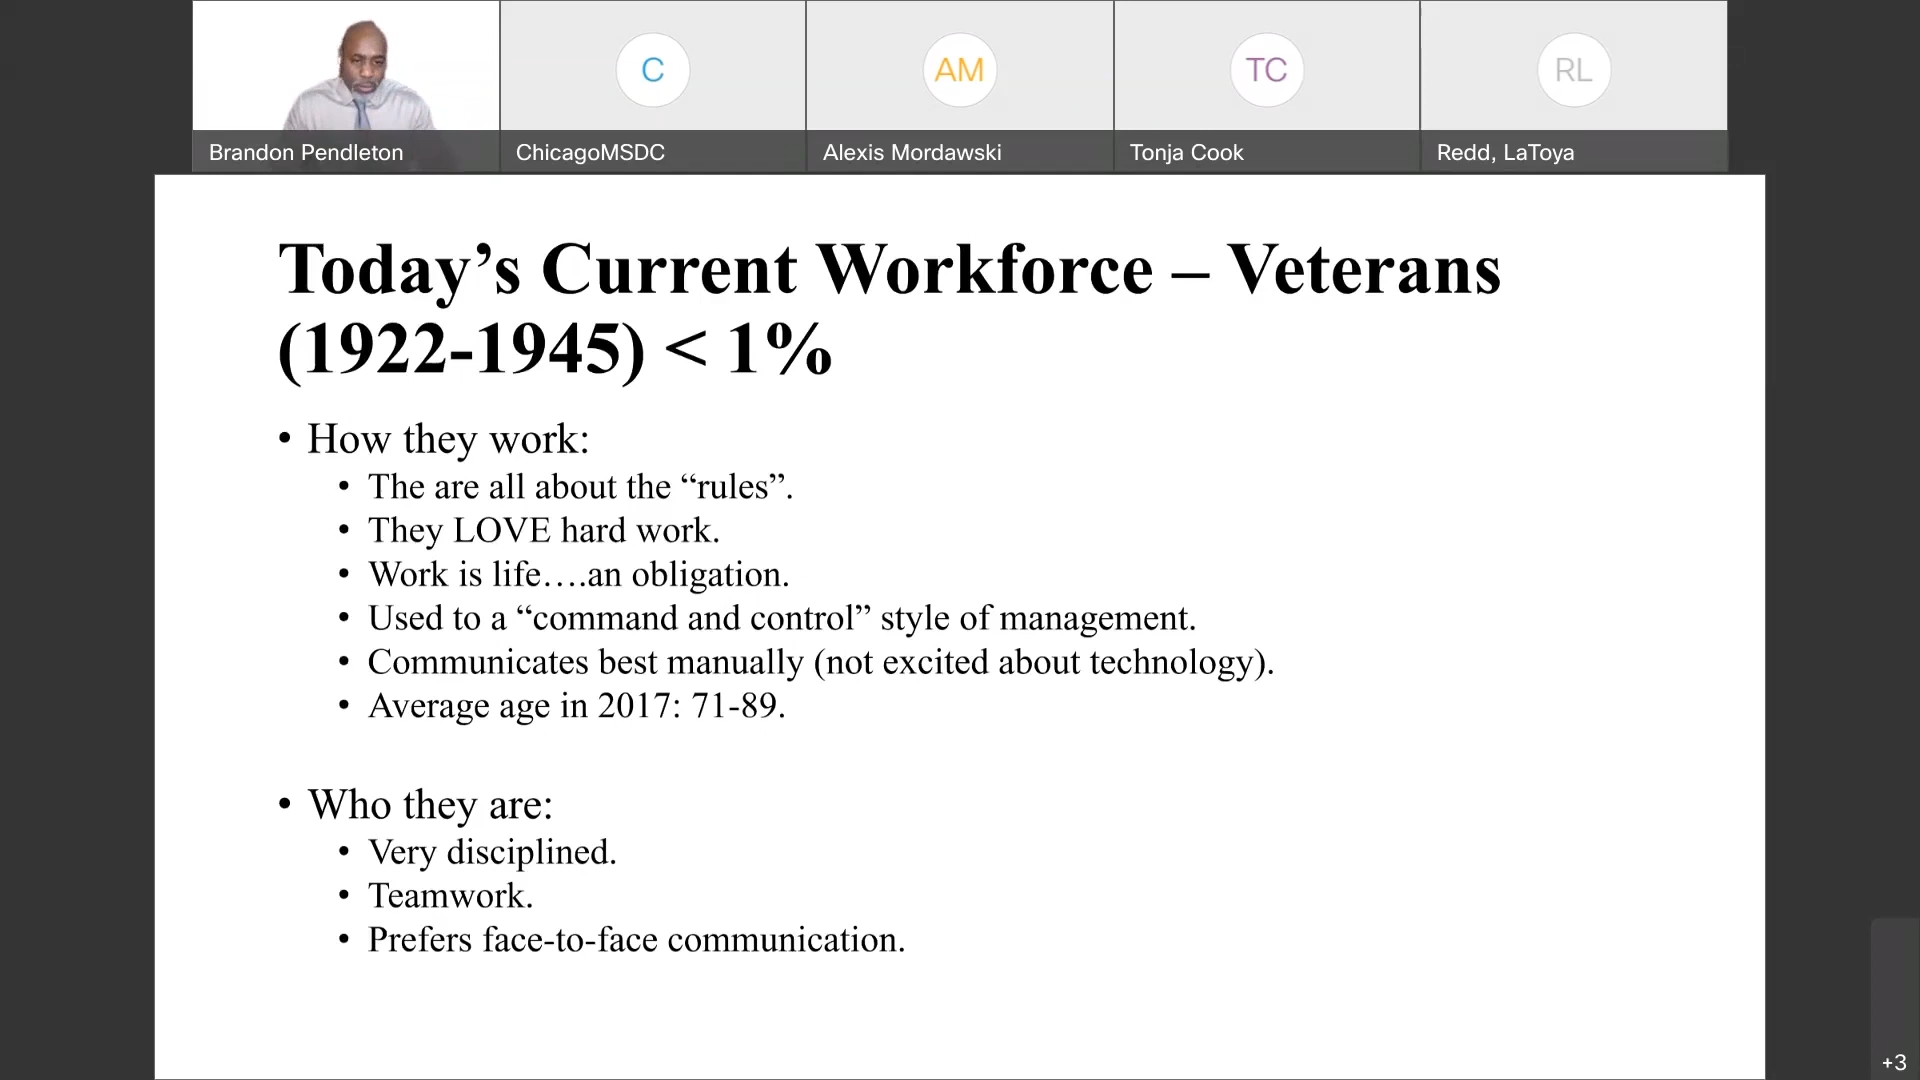 C
AM
TC
RL
Brandon Pendleton
ChicagoMSDC
Alexis Mordawski
Tonja Cook
Redd, LaToya
Today’s Current Workforce – Veterans
(1922-1945) < 1%
• How they work:
• The are all about the “rules”.
• They LOVE hard work.
• Work is life….an obligation.
• Used to a “command and control” style of management.
• Communicates best manually (not excited about technology).
• Average age in 2017: 71-89.
• Who they are:
• Very disciplined.
• Teamwork.
• Prefers face-to-face communication.
+3